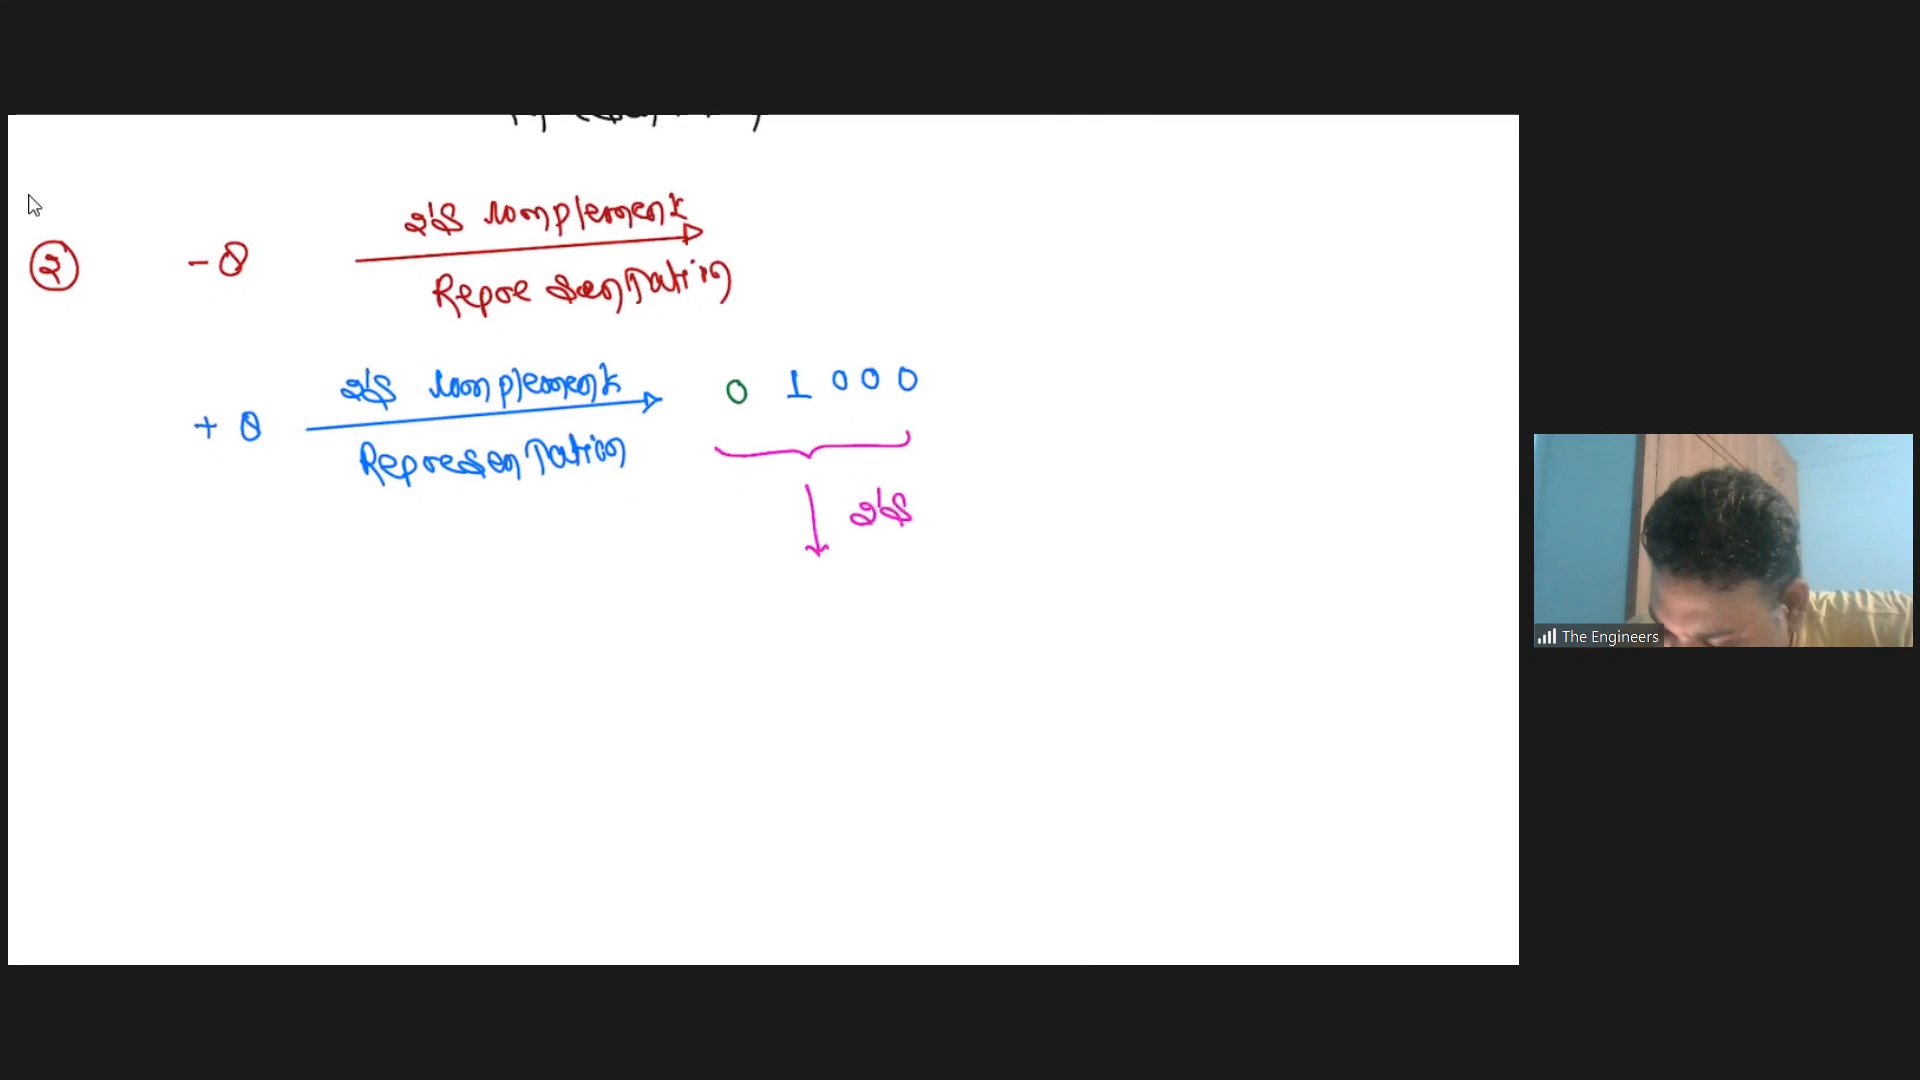 ② -8 2's complement
Representation
+8 2's complement 0 1 0 0 0
Representation
2's
The Engineers